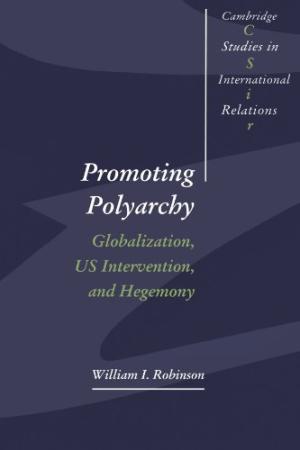 Cambridge
C
Studies in
S
International
i
Relations
r
Promoting
Polyarchy
Globalization,
US Intervention,
and Hegemony
William I. Robinson